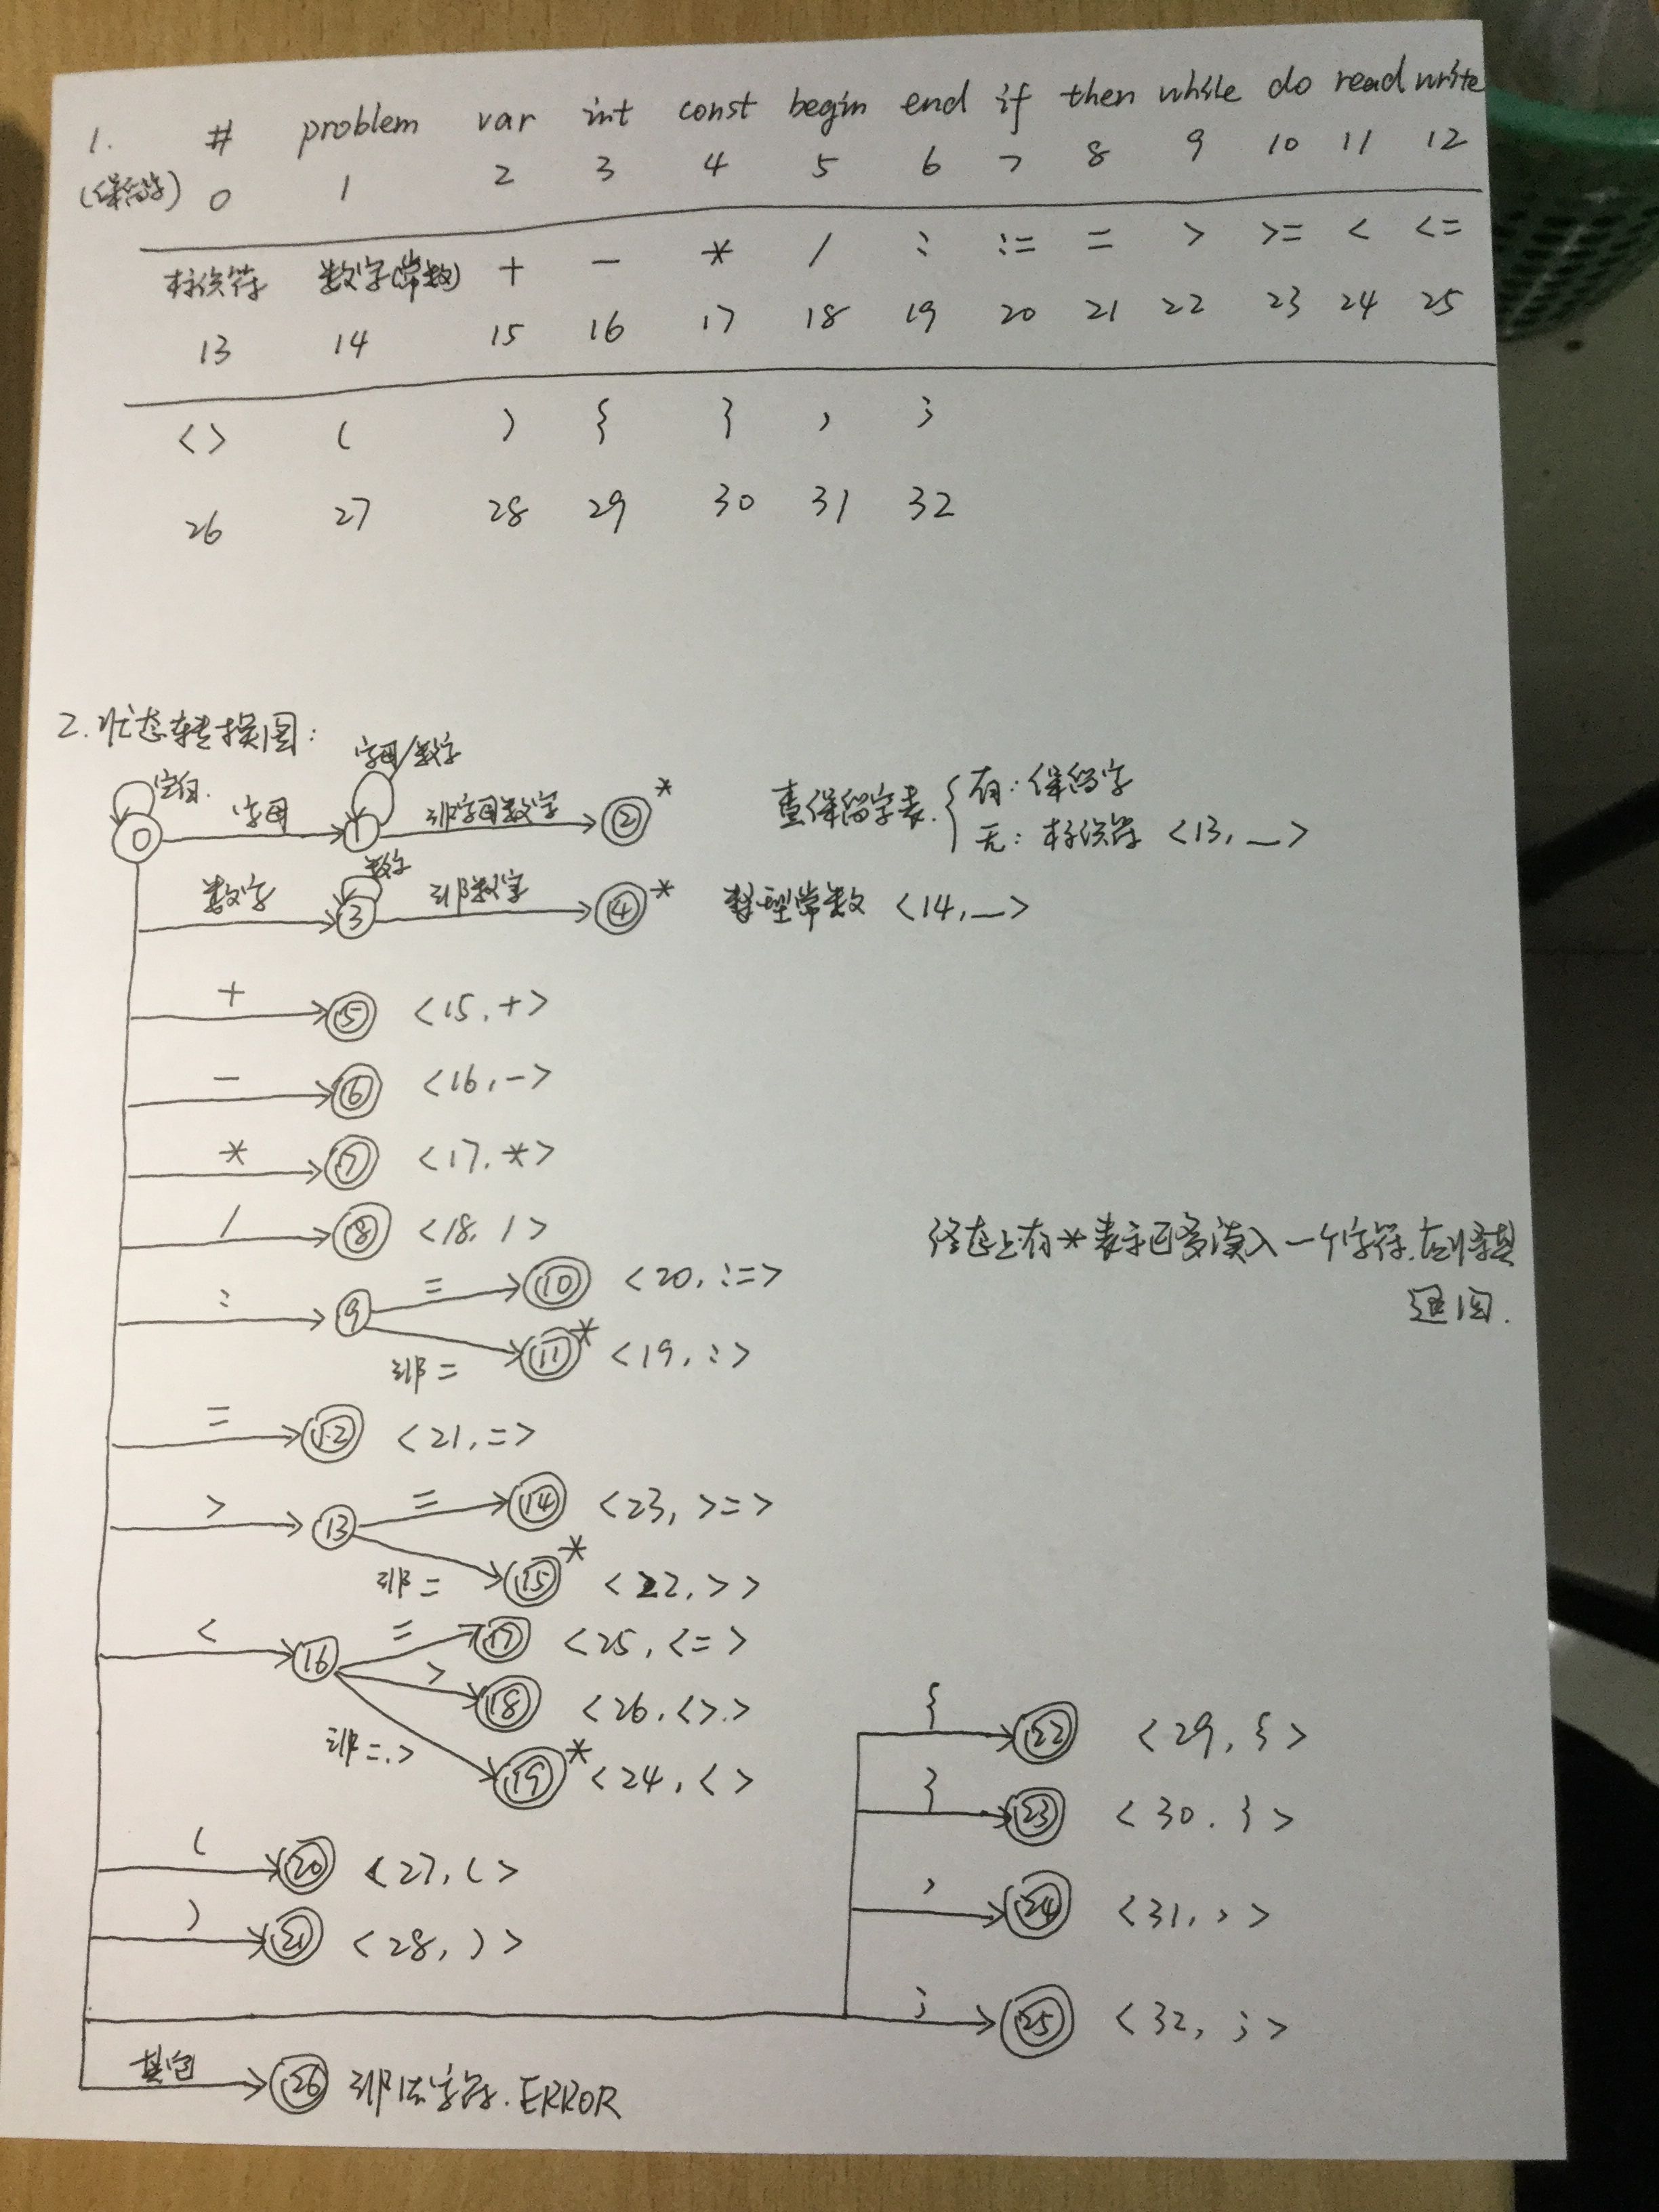 1. # problem var int const begin end if then while do read write
(保留字) 0 1 2 3 4 5 6 7 8 9 10 11 12
标识符 数字(常数) + - * / : := = > >= < <=
13 14 15 16 17 18 19 20 21 22 23 24 25
<> ( ) { } , ;
26 27 28 29 30 31 32
2. 状态转换图:
空白 字母/数字
0 字母 1 非字母数字 2 * 查保留字表. 有: 保留字
无: 标识符 <13, _>
数字
数字 3 非数字 4 * 整型常数 <14, _>
+ 5 <15, +>
- 6 <16, ->
* 7 <17, *>
/ 8 <18, />
: 9 = 10 <20, :=>
非= 11 * <19, :>
终态上有*表示已多读入一个字符,应将其
退回.
= 12 <21, =>
> 13 = 14 <23, >=>
非= 15 * <22, >>
< 16 = 17 <25, <=>
> 18 <26, <>>
非=,> 19 * <24, <>
( 20 <27, (>
) 21 <28, )>
{ 22 <29, {>
} 23 <30, }>
, 24 <31, ,>
; 25 <32, ;>
其它 26 非法字符. ERROR